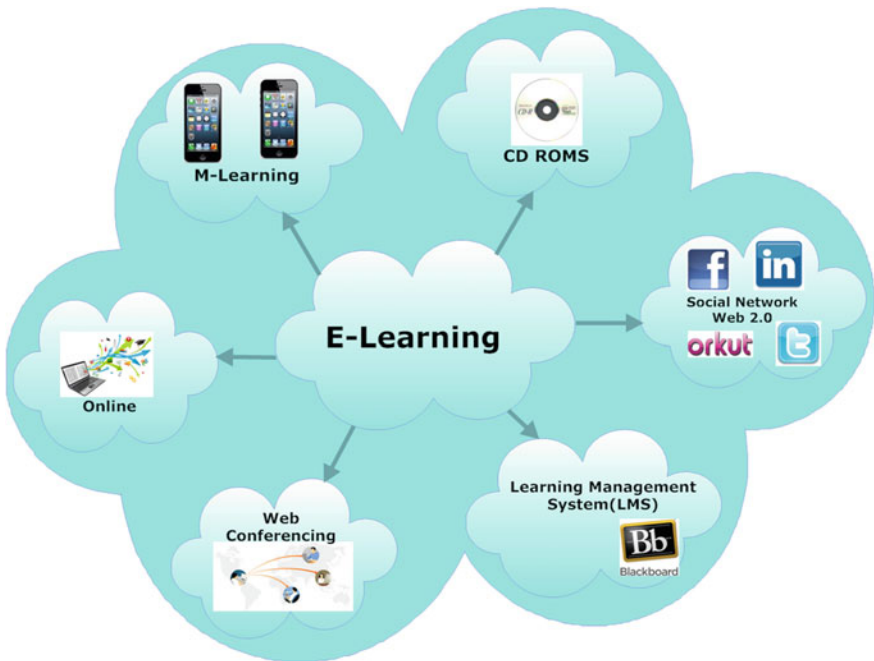 M-Learning
CD ROMS
Social Network
Web 2.0
orkut
E-Learning
Online
Learning Management
System(LMS)
Bb
Blackboard
Web
Conferencing